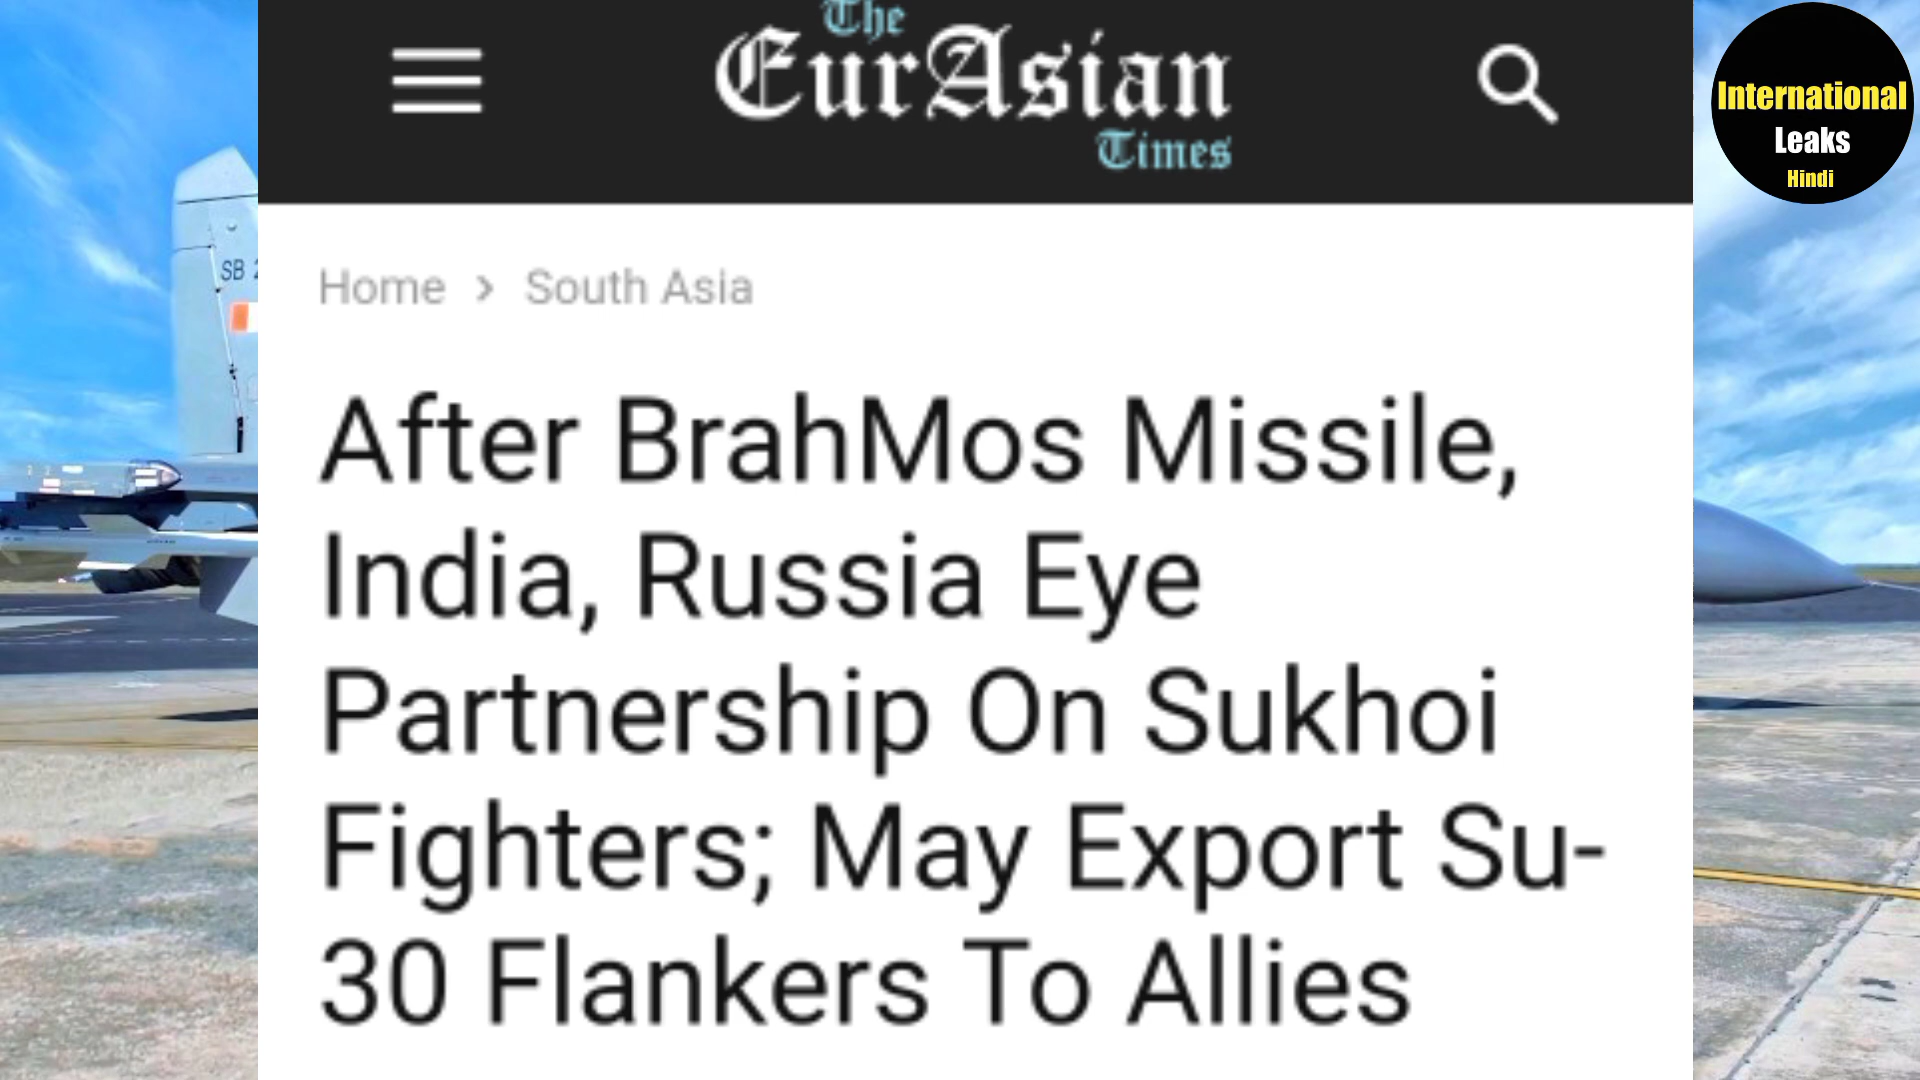 The
EurAsian
Times
International
Leaks
Hindi
Home > South Asia
SB
After BrahMos Missile,
India, Russia Eye
Partnership On Sukhoi
Fighters; May Export Su-
30 Flankers To Allies